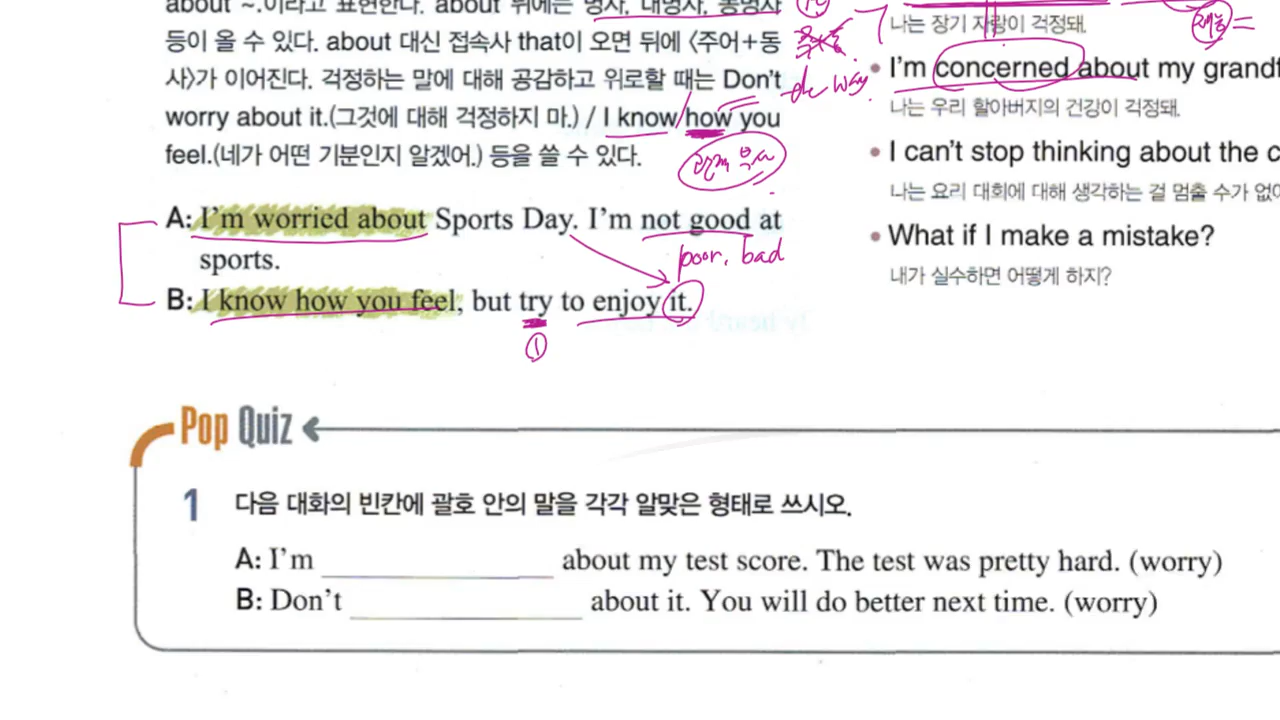 about ~.이라고 표현한다. about 뒤에는 명사, 대명사, 동명사
등이 올 수 있다. about 대신 접속사 that이 오면 뒤에 〈주어+동
사〉가 이어진다. 걱정하는 말에 대해 공감하고 위로할 때는 Don't
worry about it.(그것에 대해 걱정하지 마.) / I know how you
feel.(네가 어떤 기분인지 알겠어.) 등을 쓸 수 있다.
A: I'm worried about Sports Day. I'm not good at
poor, bad
sports.
B: I know how you feel, but try to enjoy it.
①
the way
나는 장기 자랑이 걱정돼.
• I'm concerned about my grandf
나는 우리 할아버지의 건강이 걱정돼.
• I can't stop thinking about the c
나는 요리 대회에 대해 생각하는 걸 멈출 수가 없어
• What if I make a mistake?
내가 실수하면 어떻게 하지?
Pop Quiz
1 다음 대화의 빈칸에 괄호 안의 말을 각각 알맞은 형태로 쓰시오.
A: I'm ____________ about my test score. The test was pretty hard. (worry)
B: Don't ____________ about it. You will do better next time. (worry)